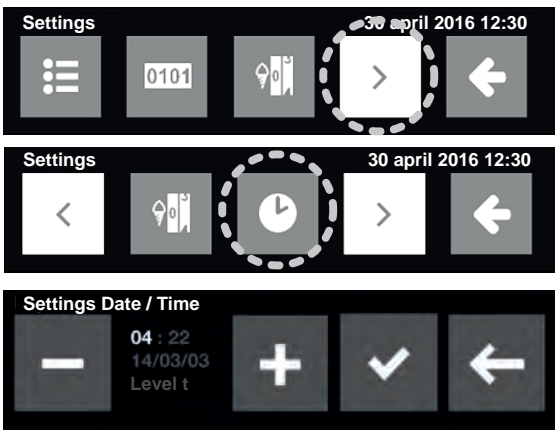 Settings 30 april 2016 12:30
0101
Settings 30 april 2016 12:30
Settings Date / Time
04 : 22
14/03/03
Level t